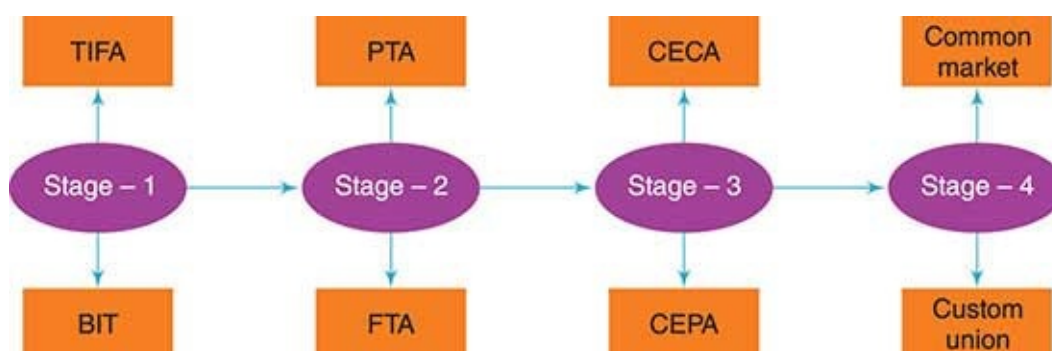 TIFA
PTA
CECA
Common
market
Stage – 1
Stage – 2
Stage – 3
Stage – 4
BIT
FTA
CEPA
Custom
union